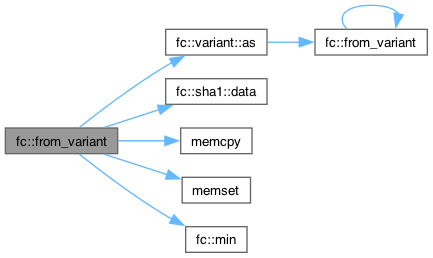 fc::from_variant
fc::variant::as
fc::from_variant
fc::sha1::data
memcpy
memset
fc::min